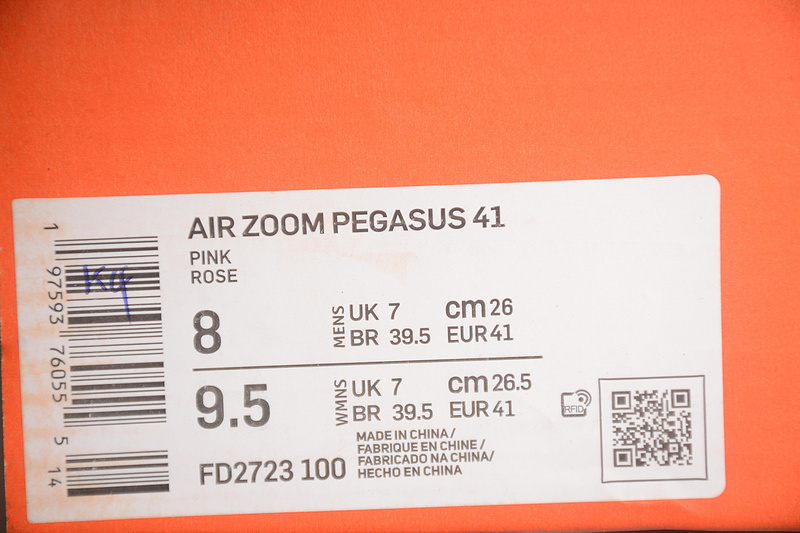 AIR ZOOM PEGASUS 41
PINK
ROSE
8
MENS
UK 7 cm 26
BR 39.5 EUR 41
9.5
WMNS
UK 7 cm 26.5
BR 39.5 EUR 41
FD2723 100
MADE IN CHINA /
FABRIQUE EN CHINE /
FABRICADO NA CHINA/
HECHO EN CHINA
RFID
1 97593 76055 5 14
K4